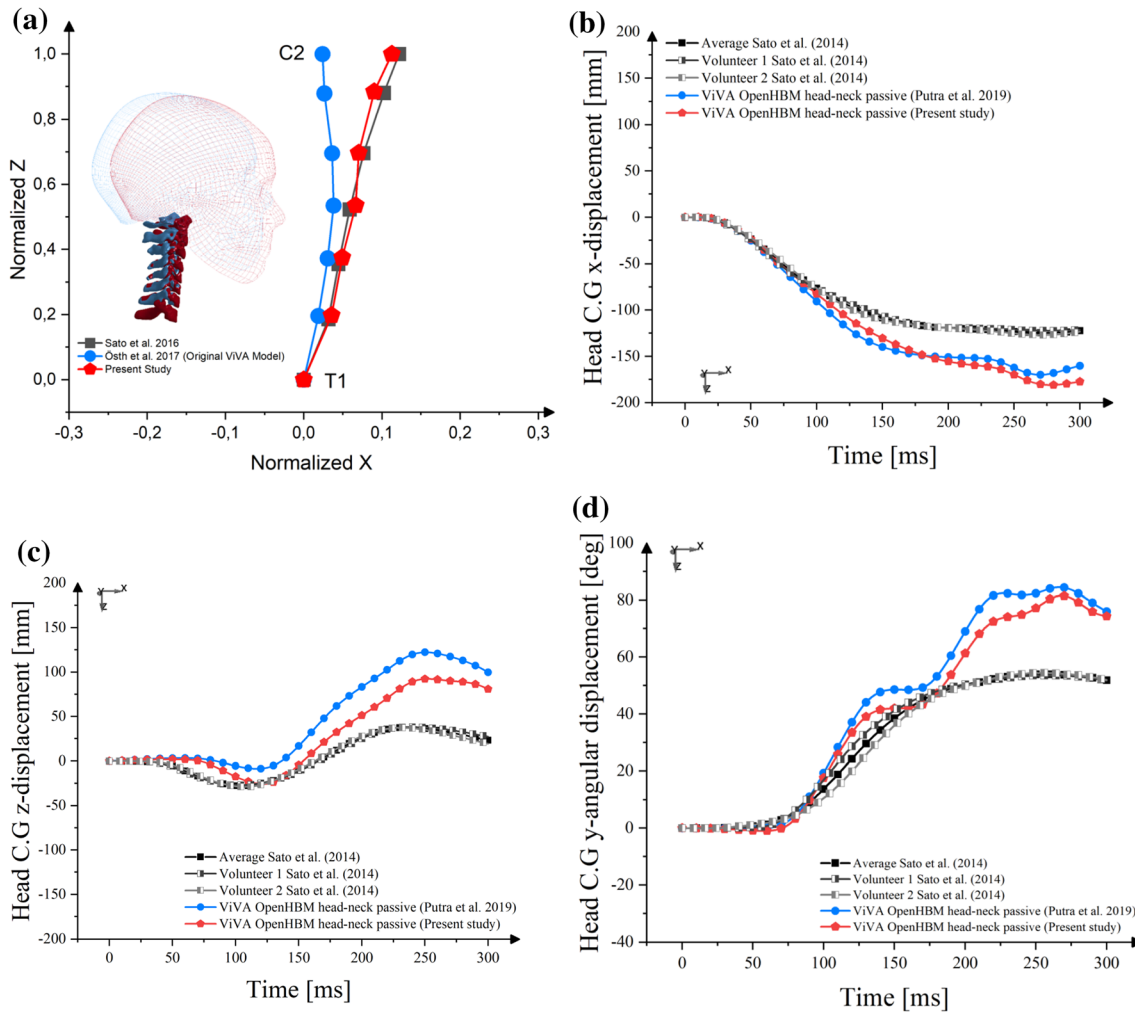 (a)
Normalized Z
1,0
0,8
0,6
0,4
0,2
0,0
C2
T1
Sato et al. 2016
Östh et al. 2017 (Original ViVA Model)
Present Study
-0,3
-0,2
-0,1
0,0
0,1
0,2
0,3
Normalized X
(b)
Head C.G x-displacement [mm]
200
150
100
50
0
-50
-100
-150
-200
Average Sato et al. (2014)
Volunteer 1 Sato et al. (2014)
Volunteer 2 Sato et al. (2014)
ViVA OpenHBM head-neck passive (Putra et al. 2019)
ViVA OpenHBM head-neck passive (Present study)
Y
X
Z
0
50
100
150
200
250
300
Time [ms]
(c)
Head C.G z-displacement [mm]
200
150
100
50
0
-50
-100
-150
-200
Y
X
Z
Average Sato et al. (2014)
Volunteer 1 Sato et al. (2014)
Volunteer 2 Sato et al. (2014)
ViVA OpenHBM head-neck passive (Putra et al. 2019)
ViVA OpenHBM head-neck passive (Present study)
0
50
100
150
200
250
300
Time [ms]
(d)
Head C.G y-angular displacement [deg]
100
80
60
40
20
0
-20
-40
Y
X
Z
Average Sato et al. (2014)
Volunteer 1 Sato et al. (2014)
Volunteer 2 Sato et al. (2014)
ViVA OpenHBM head-neck passive (Putra et al. 2019)
ViVA OpenHBM head-neck passive (Present study)
0
50
100
150
200
250
300
Time [ms]